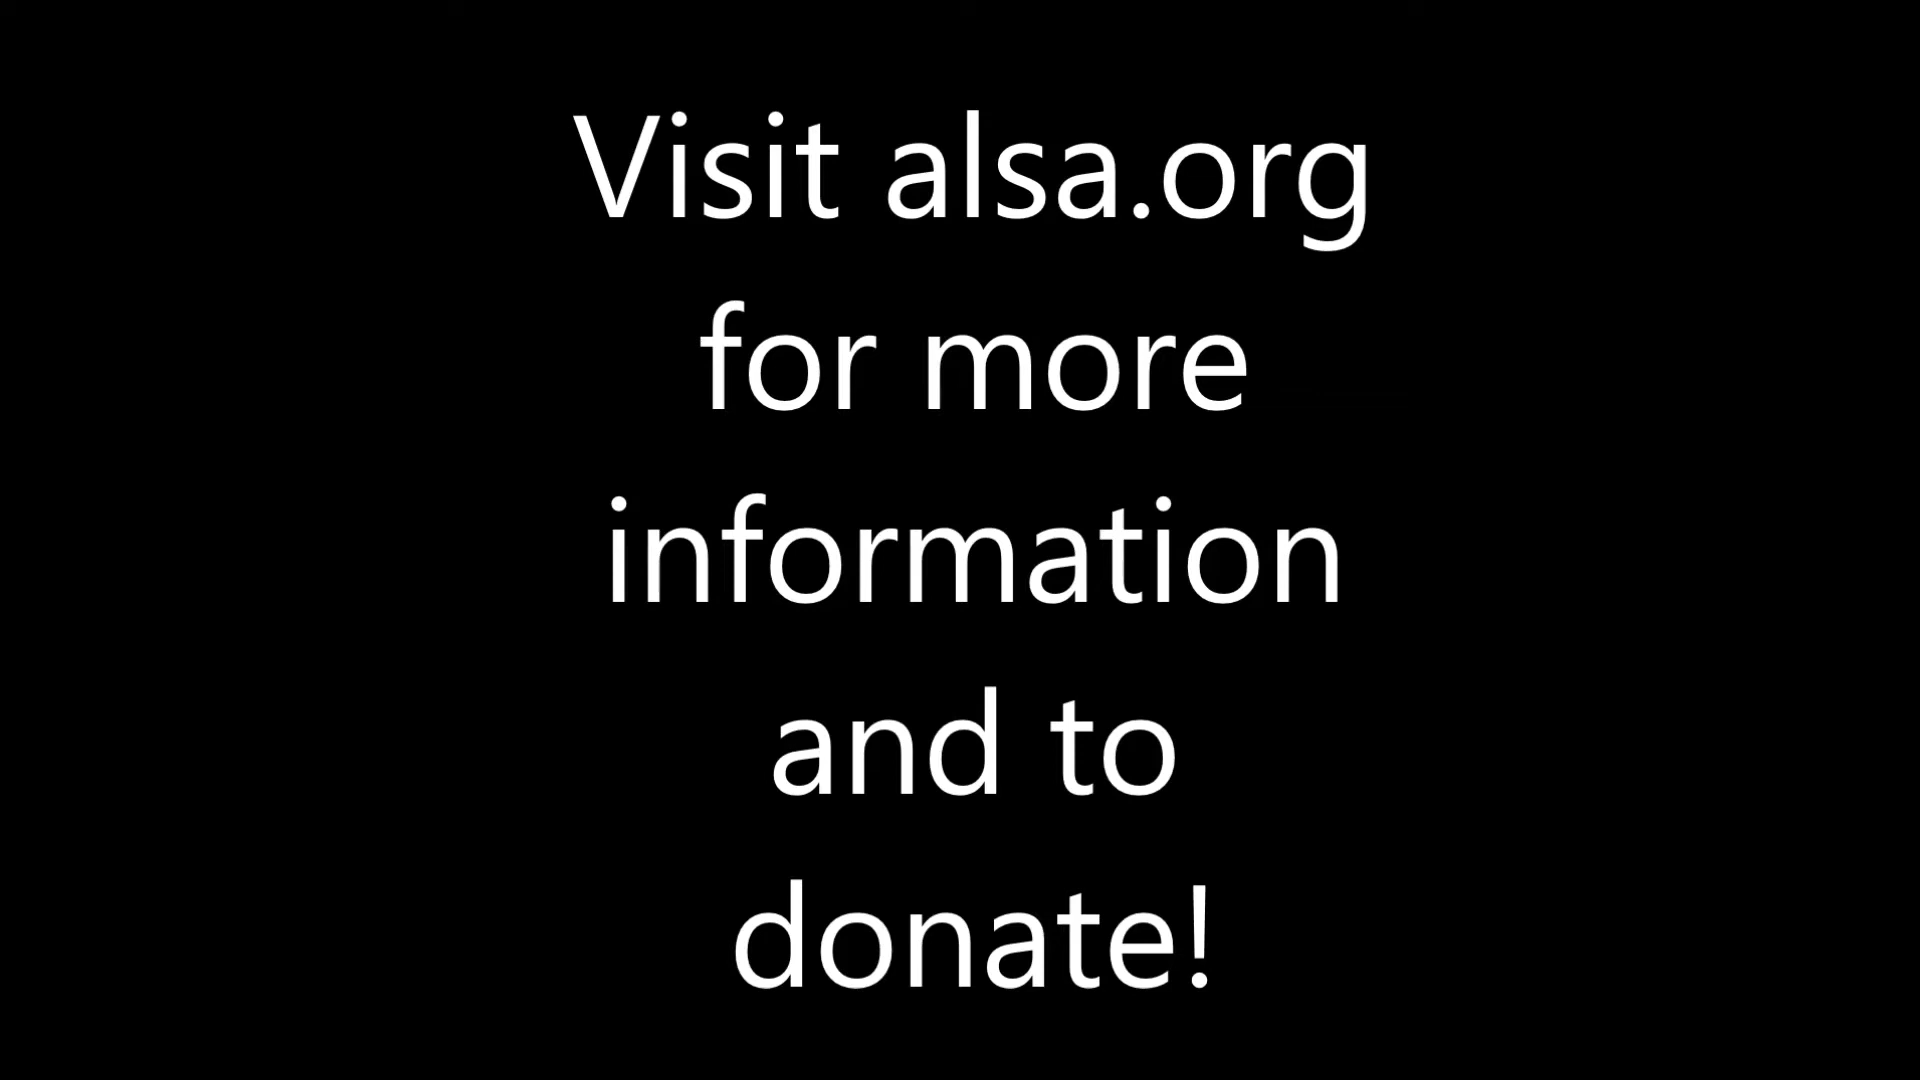 Visit alsa.org
for more
information
and to
donate!